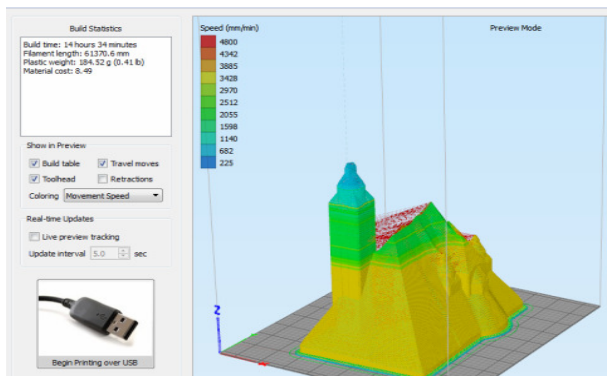 Build Statistics
Build time: 14 hours 34 minutes
Filament length: 61370.6 mm
Plastic weight: 184.52 g (0.41 lb)
Material cost: 8.49
Show in Preview
Build table
Travel moves
Toolhead
Retractions
Coloring Movement Speed
Real-time Updates
Live preview tracking
Update interval 5.0 sec
Begin Printing over USB
Speed (mm/min)
4800
4342
3885
3428
2970
2512
2055
1598
1140
682
225
Preview Mode
Z